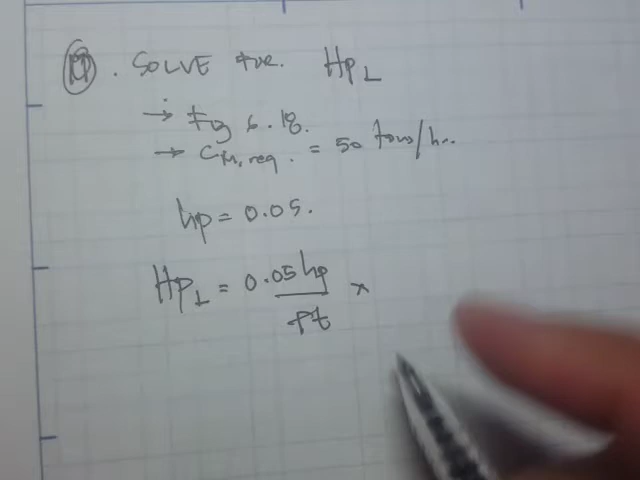 SOLVE FOR HpL
→ Fig 6.18.
→ CM,req. = 50 tons/hr.
hp = 0.05.
HpL = 0.05 hp/ft ×